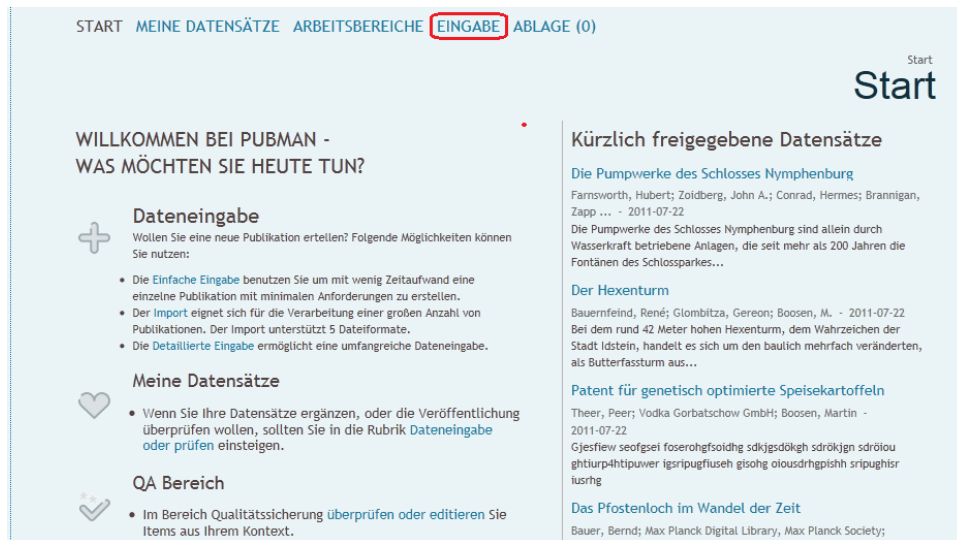 START MEINE DATENSÄTZE ARBEITSBEREICHE EINGABE ABLAGE (0)
Start
Start
WILLKOMMEN BEI PUBMAN -
WAS MÖCHTEN SIE HEUTE TUN?
Dateneingabe
Wollen Sie eine neue Publikation ertellen? Folgende Möglichkeiten können
Sie nutzen:
• Die Einfache Eingabe benutzen Sie um mit wenig Zeitaufwand eine
einzelne Publikation mit minimalen Anforderungen zu erstellen.
• Der Import eignet sich für die Verarbeitung einer großen Anzahl von
Publikationen. Der Import unterstützt 5 Dateiformate.
• Die Detaillierte Eingabe ermöglicht eine umfangreiche Dateneingabe.
Meine Datensätze
• Wenn Sie Ihre Datensätze ergänzen, oder die Veröffentlichung
überprüfen wollen, sollten Sie in die Rubrik Dateneingabe
oder prüfen einsteigen.
QA Bereich
• Im Bereich Qualitätssicherung überprüfen oder editieren Sie
Items aus Ihrem Kontext.
Kürzlich freigegebene Datensätze
Die Pumpwerke des Schlosses Nymphenburg
Farnsworth, Hubert; Zoidberg, John A.; Conrad, Hermes; Brannigan,
Zapp ... - 2011-07-22
Die Pumpwerke des Schlosses Nymphenburg sind allein durch
Wasserkraft betriebene Anlagen, die seit mehr als 200 Jahren die
Fontänen des Schlossparkes...
Der Hexenturm
Bauernfeind, René; Glombitza, Gereon; Boosen, M. - 2011-07-22
Bei dem rund 42 Meter hohen Hexenturm, dem Wahrzeichen der
Stadt Idstein, handelt es sich um den baulich mehrfach veränderten,
als Butterfassturm aus...
Patent für genetisch optimierte Speisekartoffeln
Theer, Peer; Vodka Gorbatschow GmbH; Boosen, Martin -
2011-07-22
Gjesfiew seofgsei foserohgfsoidhg sdkjgsdökgh sdrökjgn sdröiou
ghtiurp4htipuwer igsripugfiuseh gisohg oiousdrhgpishh sripughisr
iusrhg
Das Pfostenloch im Wandel der Zeit
Bauer, Bernd; Max Planck Digital Library, Max Planck Society;